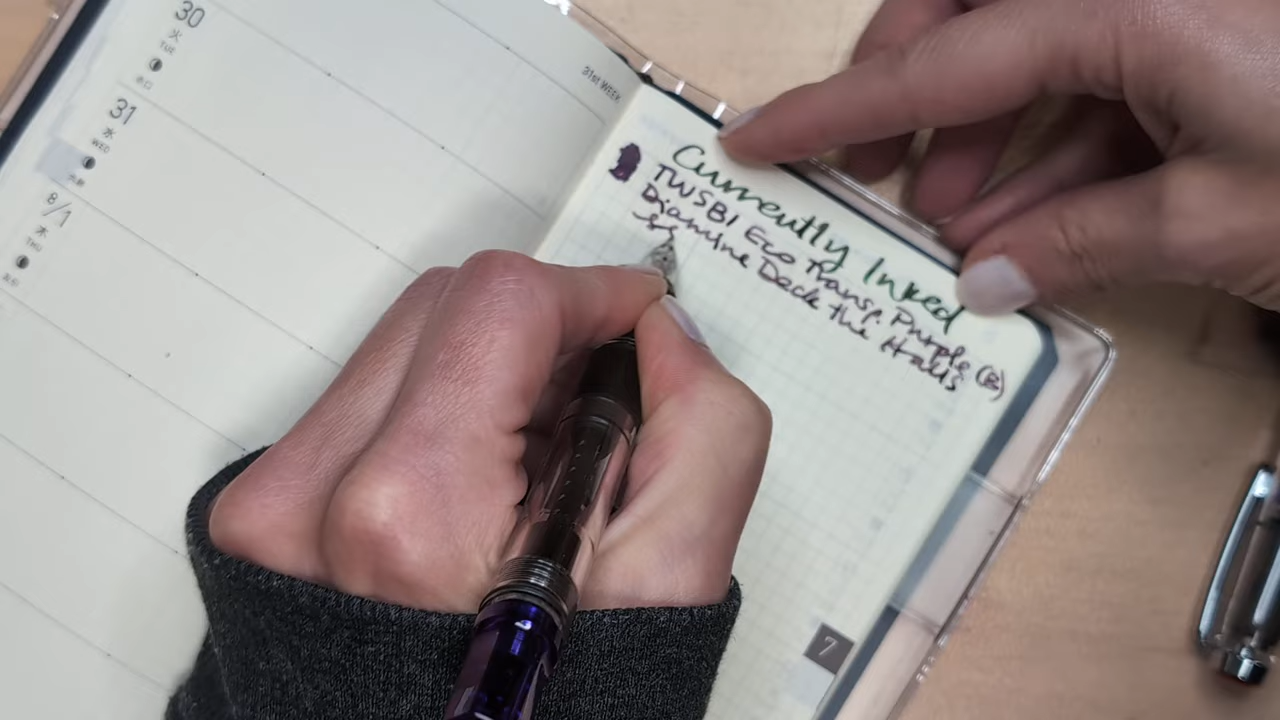 30
火
TUE
31
水
WED
8/1
木
THU
31st WEEK
Currently Inked
TWSBI Eco Transp. Purple (B)
Diamine Deck the Halls
7